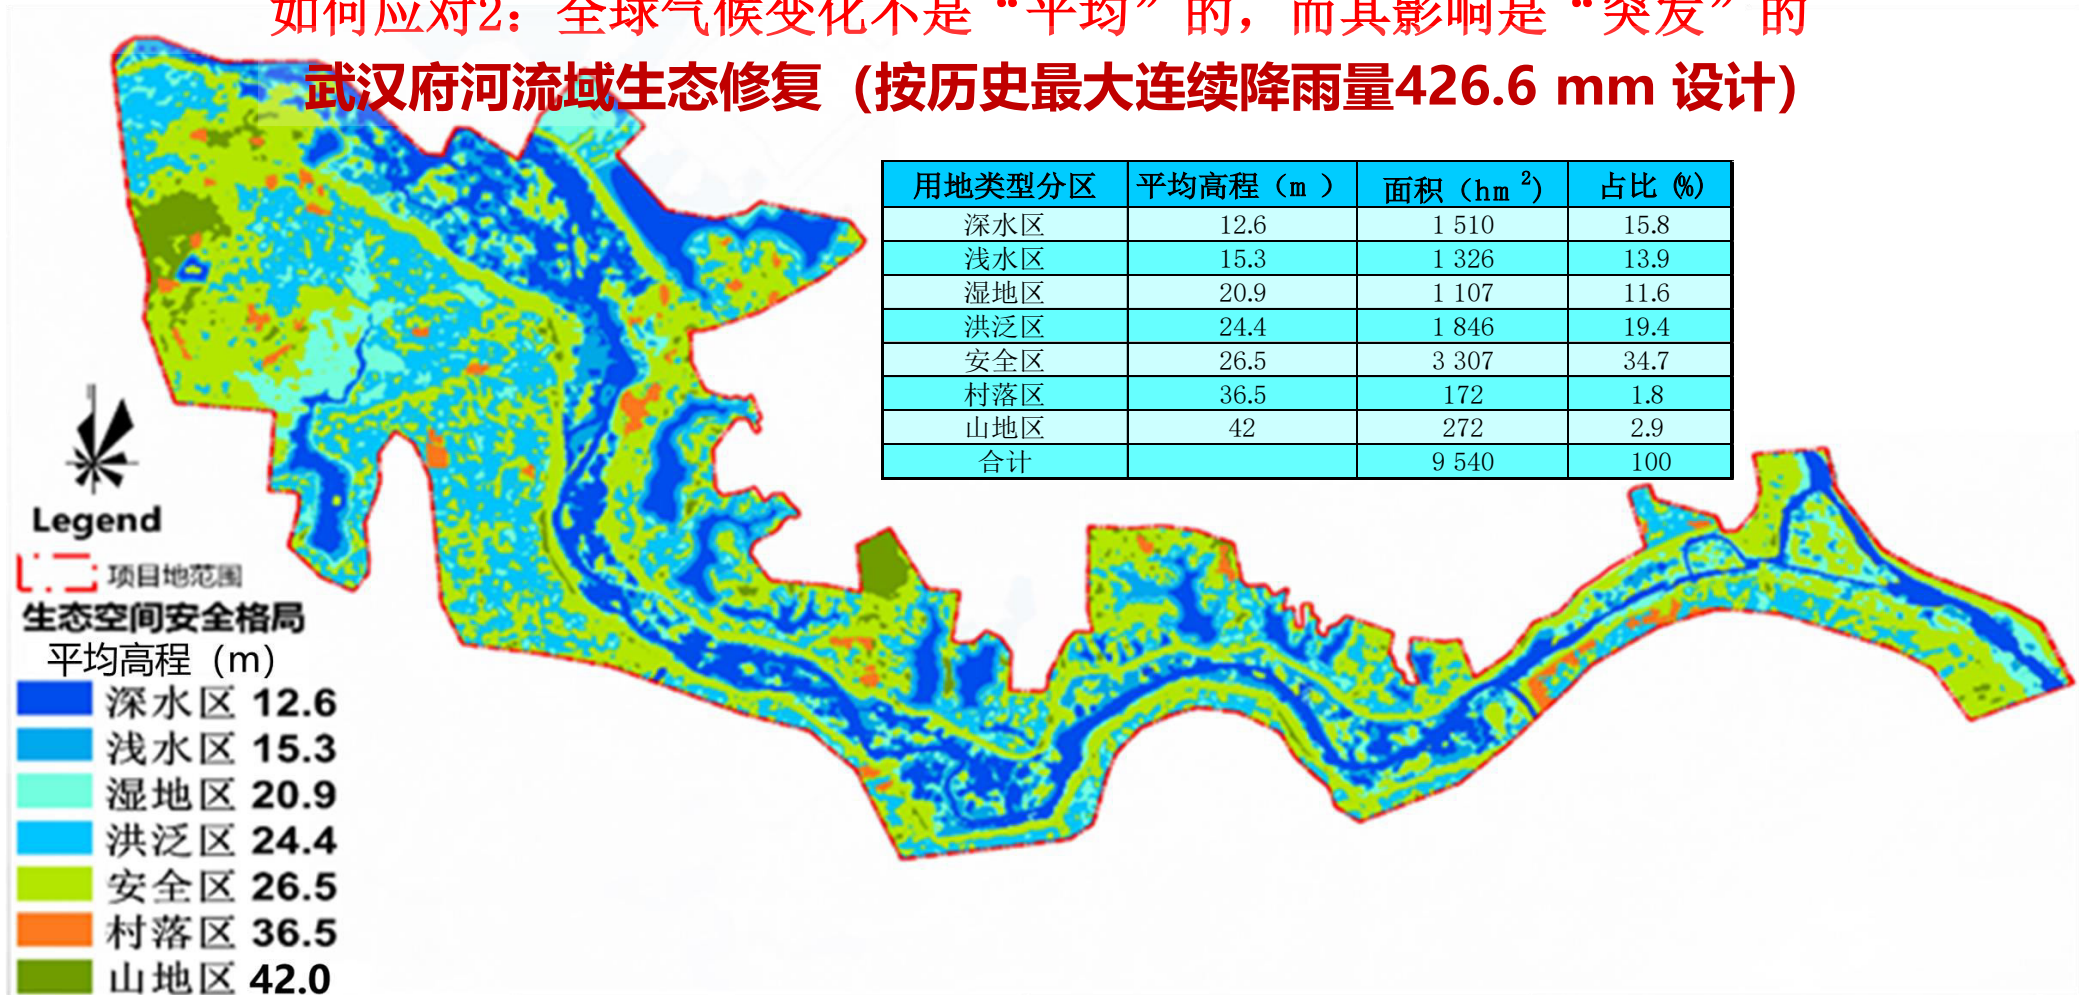 如何应对2：全球气候变化不是“平均”的，而其影响是“突发”的
武汉府河流域生态修复（按历史最大连续降雨量426.6 mm 设计）
用地类型分区 平均高程（m ） 面积（hm 2） 占比 (%)
深水区 12.6 1 510 15.8
浅水区 15.3 1 326 13.9
湿地区 20.9 1 107 11.6
洪泛区 24.4 1 846 19.4
安全区 26.5 3 307 34.7
村落区 36.5 172 1.8
山地区 42 272 2.9
合计 9 540 100
Legend
项目地范围
生态空间安全格局
平均高程（m）
深水区 12.6
浅水区 15.3
湿地区 20.9
洪泛区 24.4
安全区 26.5
村落区 36.5
山地区 42.0